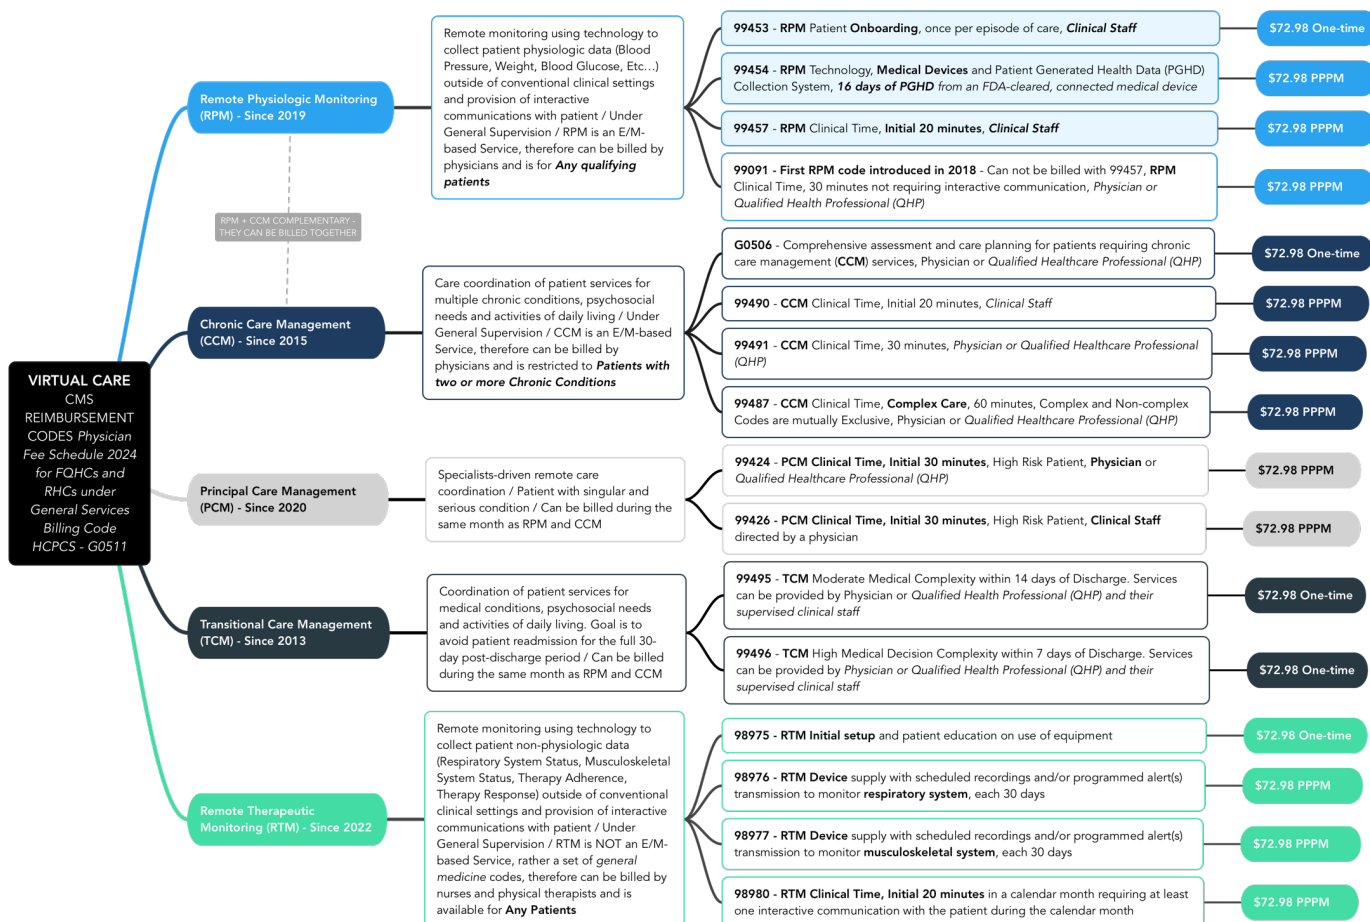 VIRTUAL CARE
CMS
REIMBURSEMENT
CODES Physician
Fee Schedule 2024
for FQHCs and
RHCs under
General Services
Billing Code
HCPCS - G0511
Remote Physiologic Monitoring
(RPM) - Since 2019
Remote monitoring using technology to
collect patient physiologic data (Blood
Pressure, Weight, Blood Glucose, Etc...)
outside of conventional clinical settings
and provision of interactive
communications with patient / Under
General Supervision / RPM is an E/M-
based Service, therefore can be billed by
physicians and is for Any qualifying
patients
99453 - RPM Patient Onboarding, once per episode of care, Clinical Staff
$72.98 One-time
99454 - RPM Technology, Medical Devices and Patient Generated Health Data (PGHD)
Collection System, 16 days of PGHD from an FDA-cleared, connected medical device
$72.98 PPPM
99457 - RPM Clinical Time, Initial 20 minutes, Clinical Staff
$72.98 PPPM
99091 - First RPM code introduced in 2018 - Can not be billed with 99457, RPM
Clinical Time, 30 minutes not requiring interactive communication, Physician or
Qualified Health Professional (QHP)
$72.98 PPPM
RPM + CCM COMPLEMENTARY -
THEY CAN BE BILLED TOGETHER
Chronic Care Management
(CCM) - Since 2015
Care coordination of patient services for
multiple chronic conditions, psychosocial
needs and activities of daily living / Under
General Supervision / CCM is an E/M-based
Service, therefore can be billed by
physicians and is restricted to Patients with
two or more Chronic Conditions
G0506 - Comprehensive assessment and care planning for patients requiring chronic
care management (CCM) services, Physician or Qualified Healthcare Professional (QHP)
$72.98 One-time
99490 - CCM Clinical Time, Initial 20 minutes, Clinical Staff
$72.98 PPPM
99491 - CCM Clinical Time, 30 minutes, Physician or Qualified Healthcare Professional
(QHP)
$72.98 PPPM
99487 - CCM Clinical Time, Complex Care, 60 minutes, Complex and Non-complex
Codes are mutually Exclusive, Physician or Qualified Healthcare Professional (QHP)
$72.98 PPPM
Principal Care Management
(PCM) - Since 2020
Specialists-driven remote care
coordination / Patient with singular and
serious condition / Can be billed during the
same month as RPM and CCM
99424 - PCM Clinical Time, Initial 30 minutes, High Risk Patient, Physician or
Qualified Healthcare Professional (QHP)
$72.98 PPPM
99426 - PCM Clinical Time, Initial 30 minutes, High Risk Patient, Clinical Staff
directed by a physician
$72.98 PPPM
Transitional Care Management
(TCM) - Since 2013
Coordination of patient services for
medical conditions, psychosocial needs
and activities of daily living. Goal is to
avoid patient readmission for the full 30-
day post-discharge period / Can be billed
during the same month as RPM and CCM
99495 - TCM Moderate Medical Complexity within 14 days of Discharge. Services
can be provided by Physician or Qualified Health Professional (QHP) and their
supervised clinical staff
$72.98 One-time
99496 - TCM High Medical Decision Complexity within 7 days of Discharge. Services
can be provided by Physician or Qualified Health Professional (QHP) and their
supervised clinical staff
$72.98 One-time
Remote Therapeutic
Monitoring (RTM) - Since 2022
Remote monitoring using technology to
collect patient non-physiologic data
(Respiratory System Status, Musculoskeletal
System Status, Therapy Adherence,
Therapy Response) outside of conventional
clinical settings and provision of interactive
communications with patient / Under
General Supervision / RTM is NOT an E/M-
based Service, rather a set of general
medicine codes, therefore can be billed by
nurses and physical therapists and is
available for Any Patients
98975 - RTM Initial setup and patient education on use of equipment
$72.98 One-time
98976 - RTM Device supply with scheduled recordings and/or programmed alert(s)
transmission to monitor respiratory system, each 30 days
$72.98 PPPM
98977 - RTM Device supply with scheduled recordings and/or programmed alert(s)
transmission to monitor musculoskeletal system, each 30 days
$72.98 PPPM
98980 - RTM Clinical Time, Initial 20 minutes in a calendar month requiring at least
one interactive communication with the patient during the calendar month
$72.98 PPPM